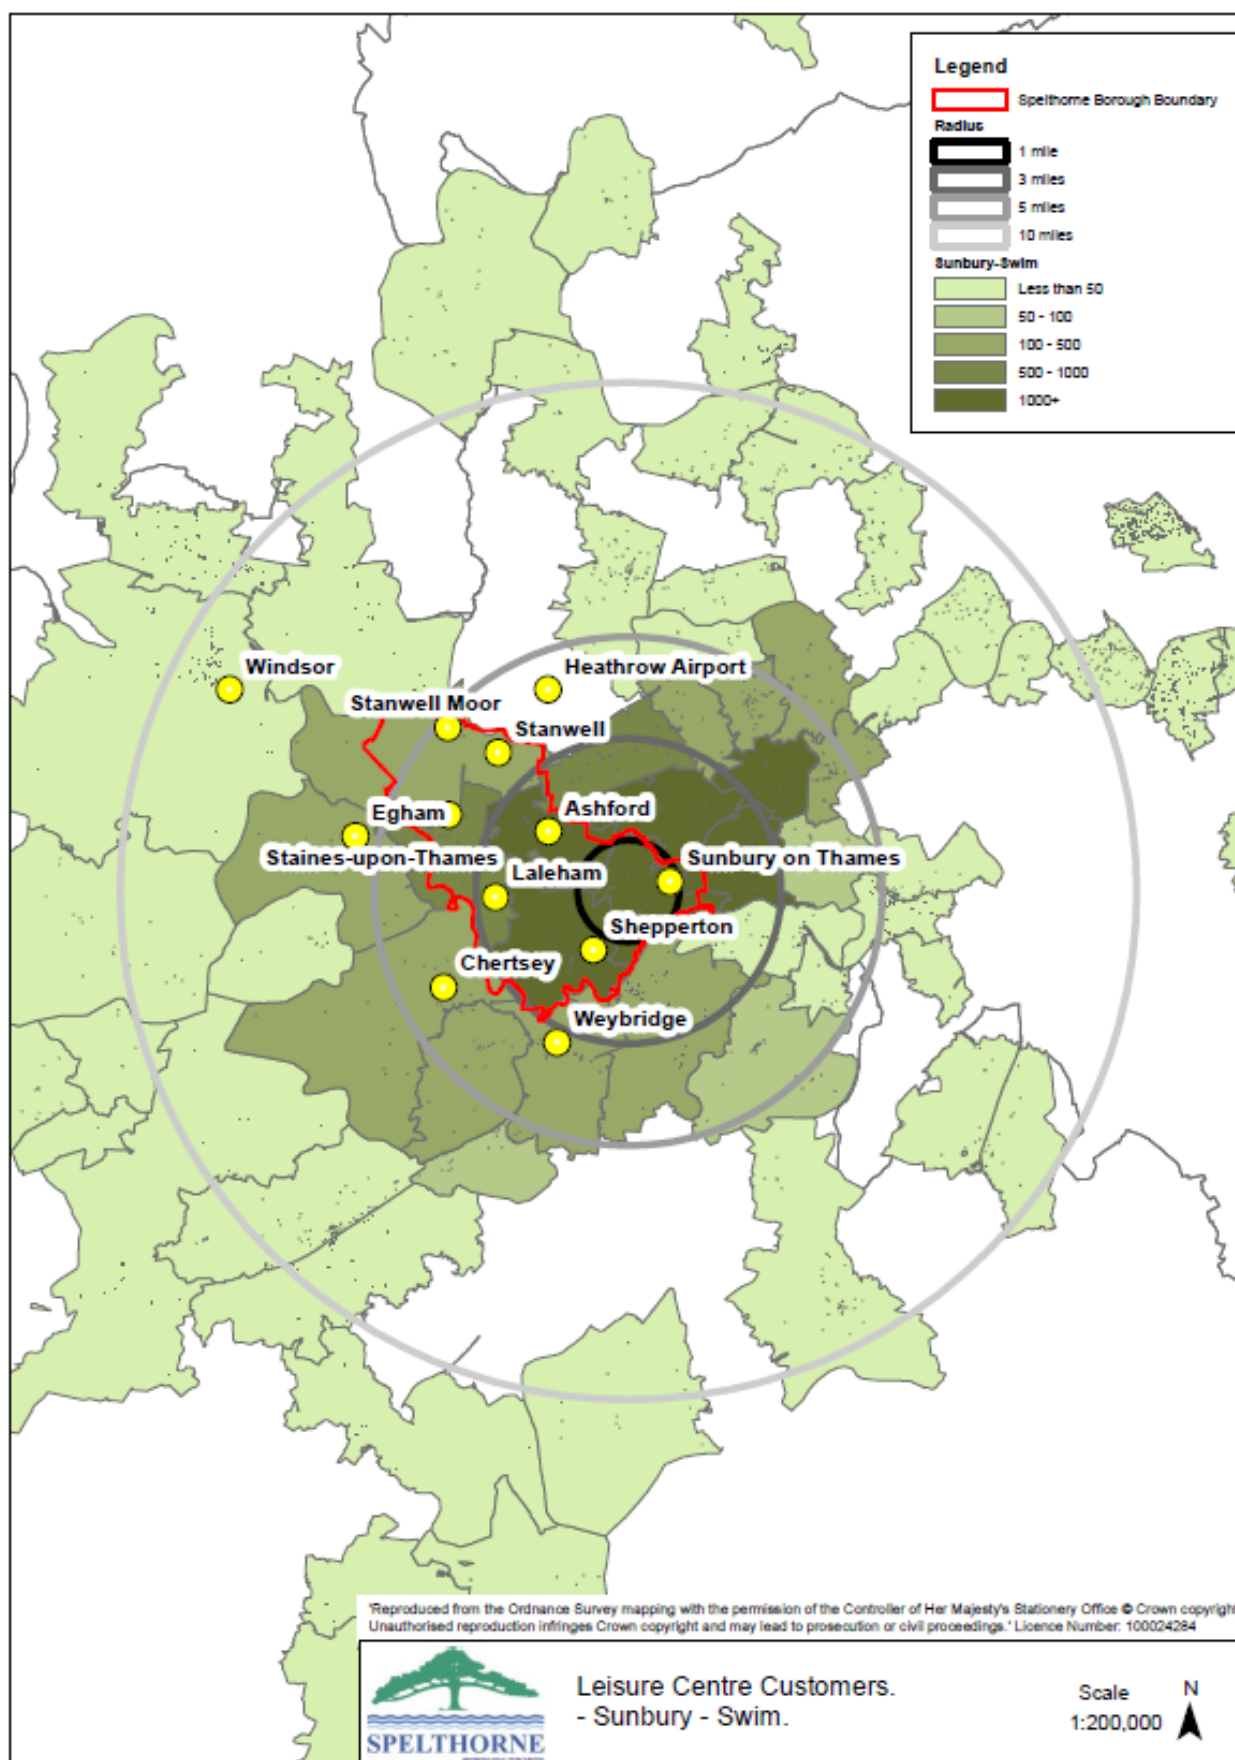 Legend
Spelthorne Borough Boundary
Radius
1 mile
3 miles
5 miles
10 miles
Sunbury-Swim
Less than 50
50 - 100
100 - 500
500 - 1000
1000+
Windsor
Heathrow Airport
Stanwell Moor
Stanwell
Egham
Ashford
Staines-upon-Thames
Laleham
Sunbury on Thames
Shepperton
Chertsey
Weybridge
'Reproduced from the Ordnance Survey mapping with the permission of the Controller of Her Majesty's Stationery Office © Crown copyright
Unauthorised reproduction infringes Crown copyright and may lead to prosecution or civil proceedings.' Licence Number: 100024284
SPELTHORNE
Leisure Centre Customers.
- Sunbury - Swim.
Scale
1:200,000
N